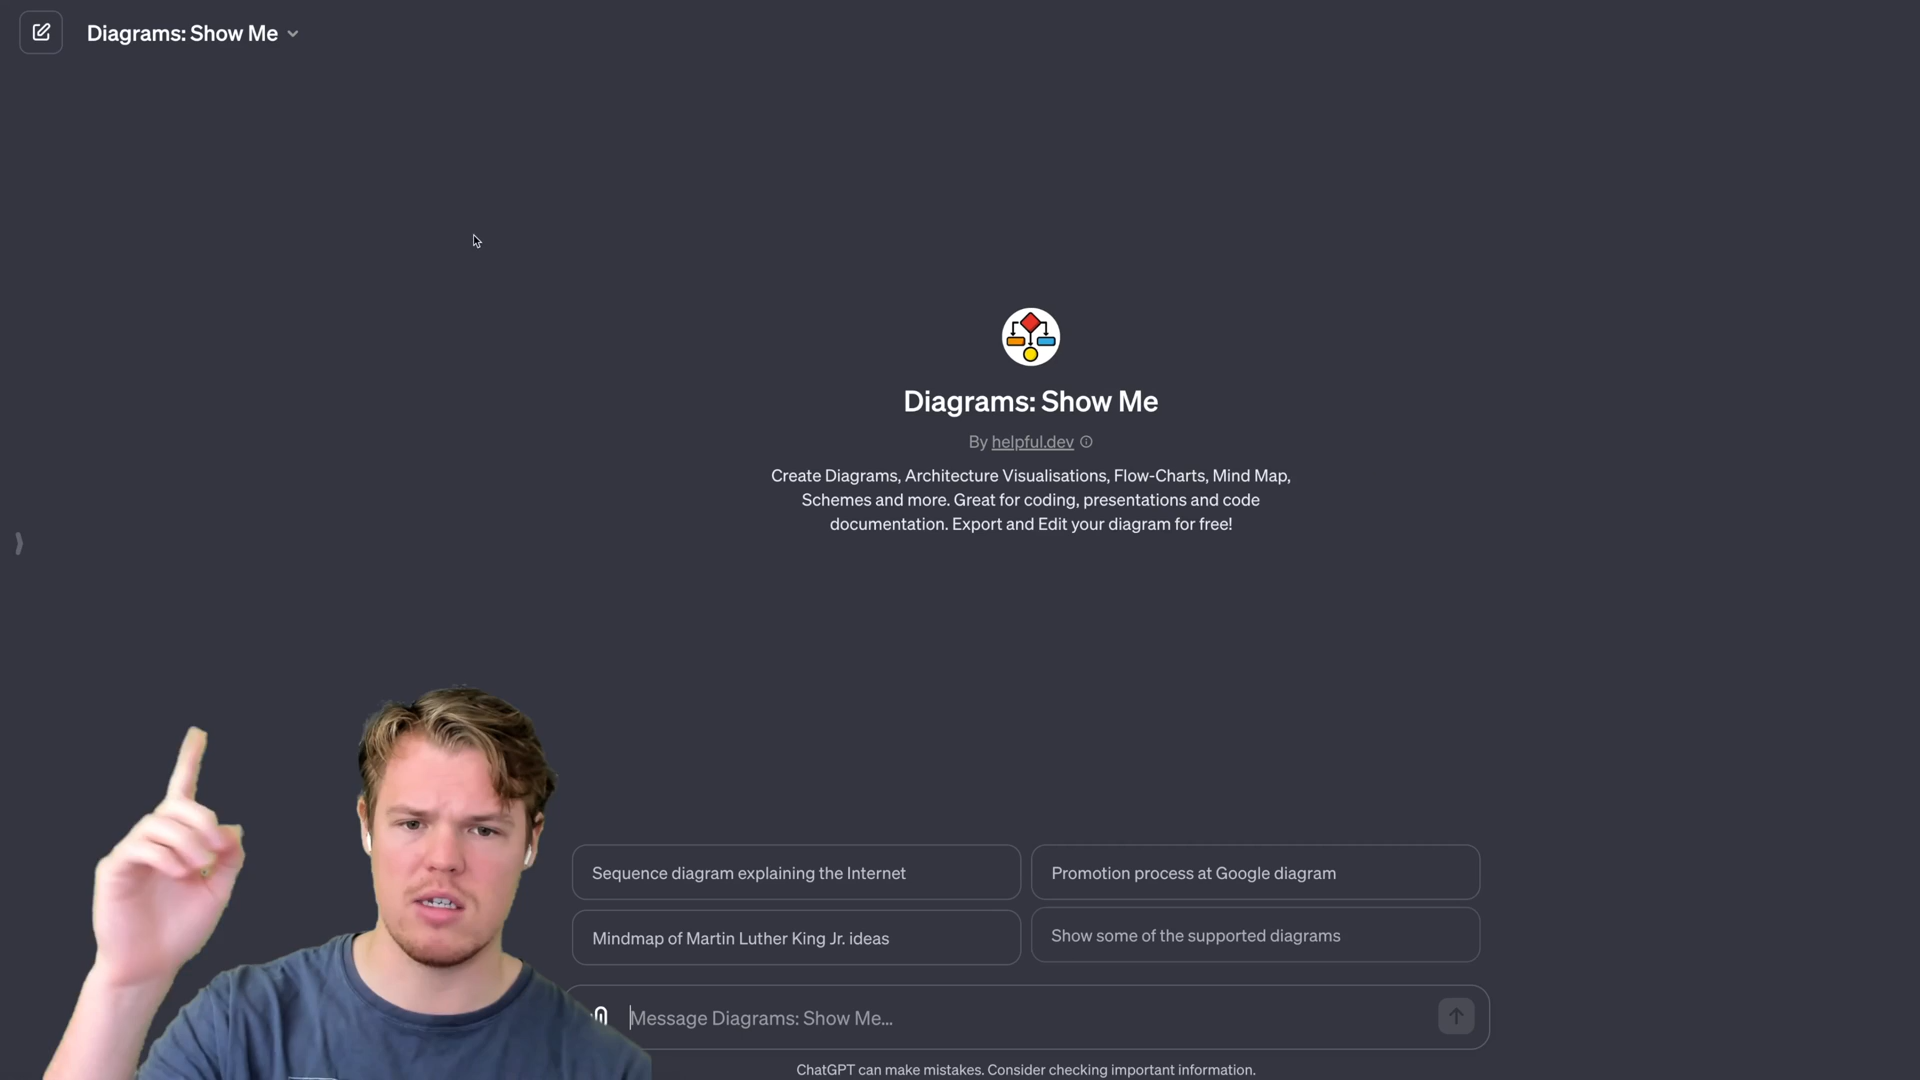 Diagrams: Show Me
Diagrams: Show Me
By helpful.dev
Create Diagrams, Architecture Visualisations, Flow-Charts, Mind Map,
Schemes and more. Great for coding, presentations and code
documentation. Export and Edit your diagram for free!
Sequence diagram explaining the Internet
Promotion process at Google diagram
Mindmap of Martin Luther King Jr. ideas
Show some of the supported diagrams
Message Diagrams: Show Me...
ChatGPT can make mistakes. Consider checking important information.